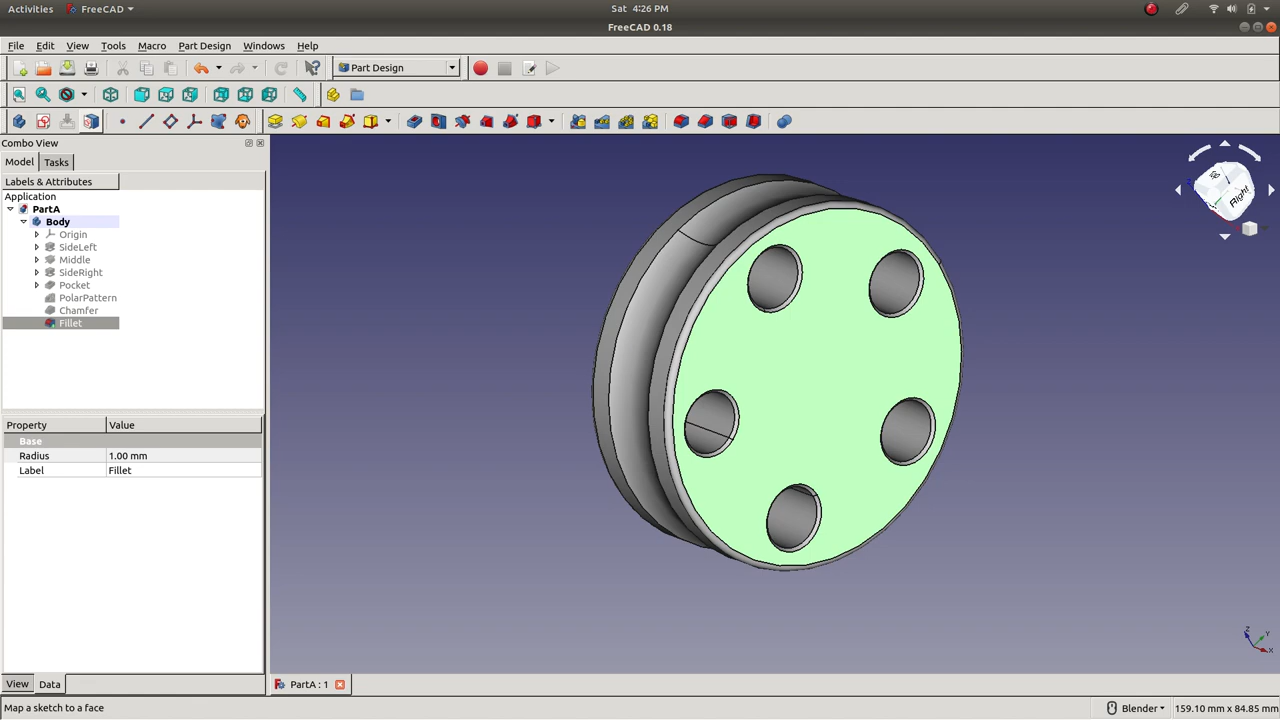 Activities FreeCAD Sat 4:26 PM
FreeCAD 0.18
File Edit View Tools Macro Part Design Windows Help
Part Design
Combo View
Model Tasks
Labels & Attributes
Application
PartA
Body
Origin
SideLeft
Middle
SideRight
Pocket
PolarPattern
Chamfer
Fillet
Right
Property Value
Base
Radius 1.00 mm
Label Fillet
Z Y X
View Data PartA : 1
Map a sketch to a face Blender 159.10 mm x 84.85 mm